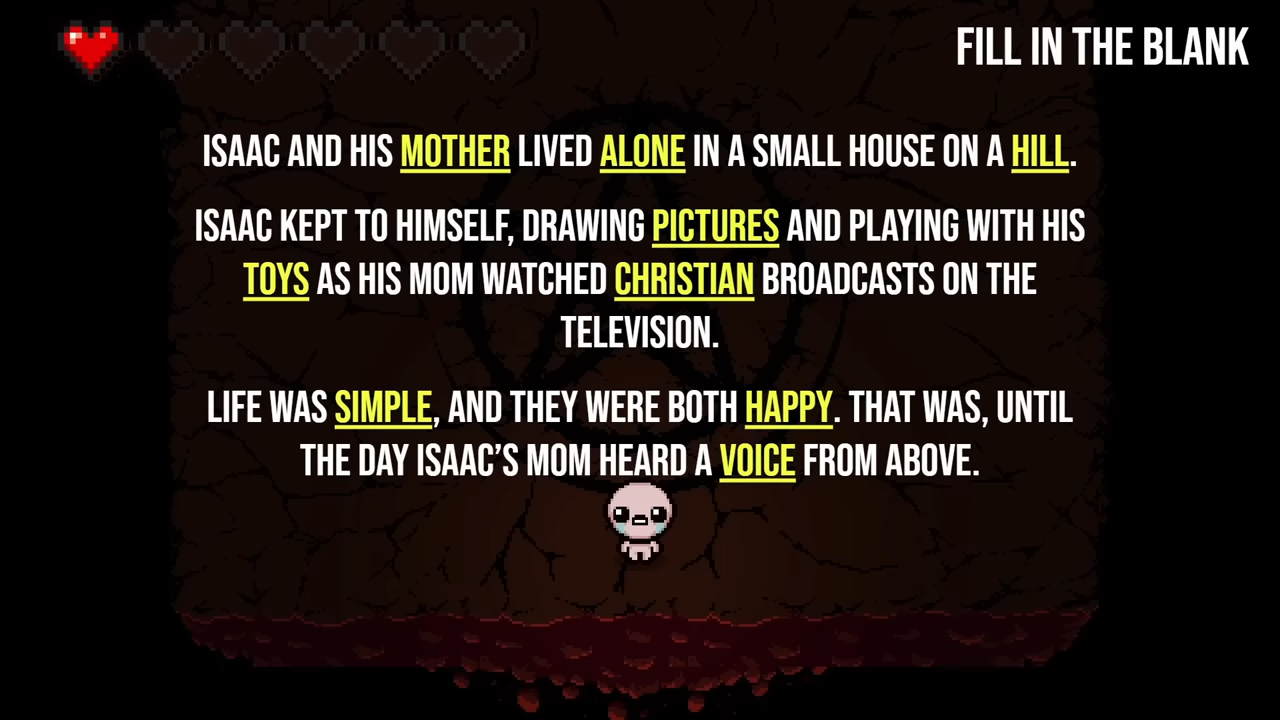 FILL IN THE BLANK
ISAAC AND HIS MOTHER LIVED ALONE IN A SMALL HOUSE ON A HILL.
ISAAC KEPT TO HIMSELF, DRAWING PICTURES AND PLAYING WITH HIS
TOYS AS HIS MOM WATCHED CHRISTIAN BROADCASTS ON THE
TELEVISION.
LIFE WAS SIMPLE, AND THEY WERE BOTH HAPPY. THAT WAS, UNTIL
THE DAY ISAAC’S MOM HEARD A VOICE FROM ABOVE.